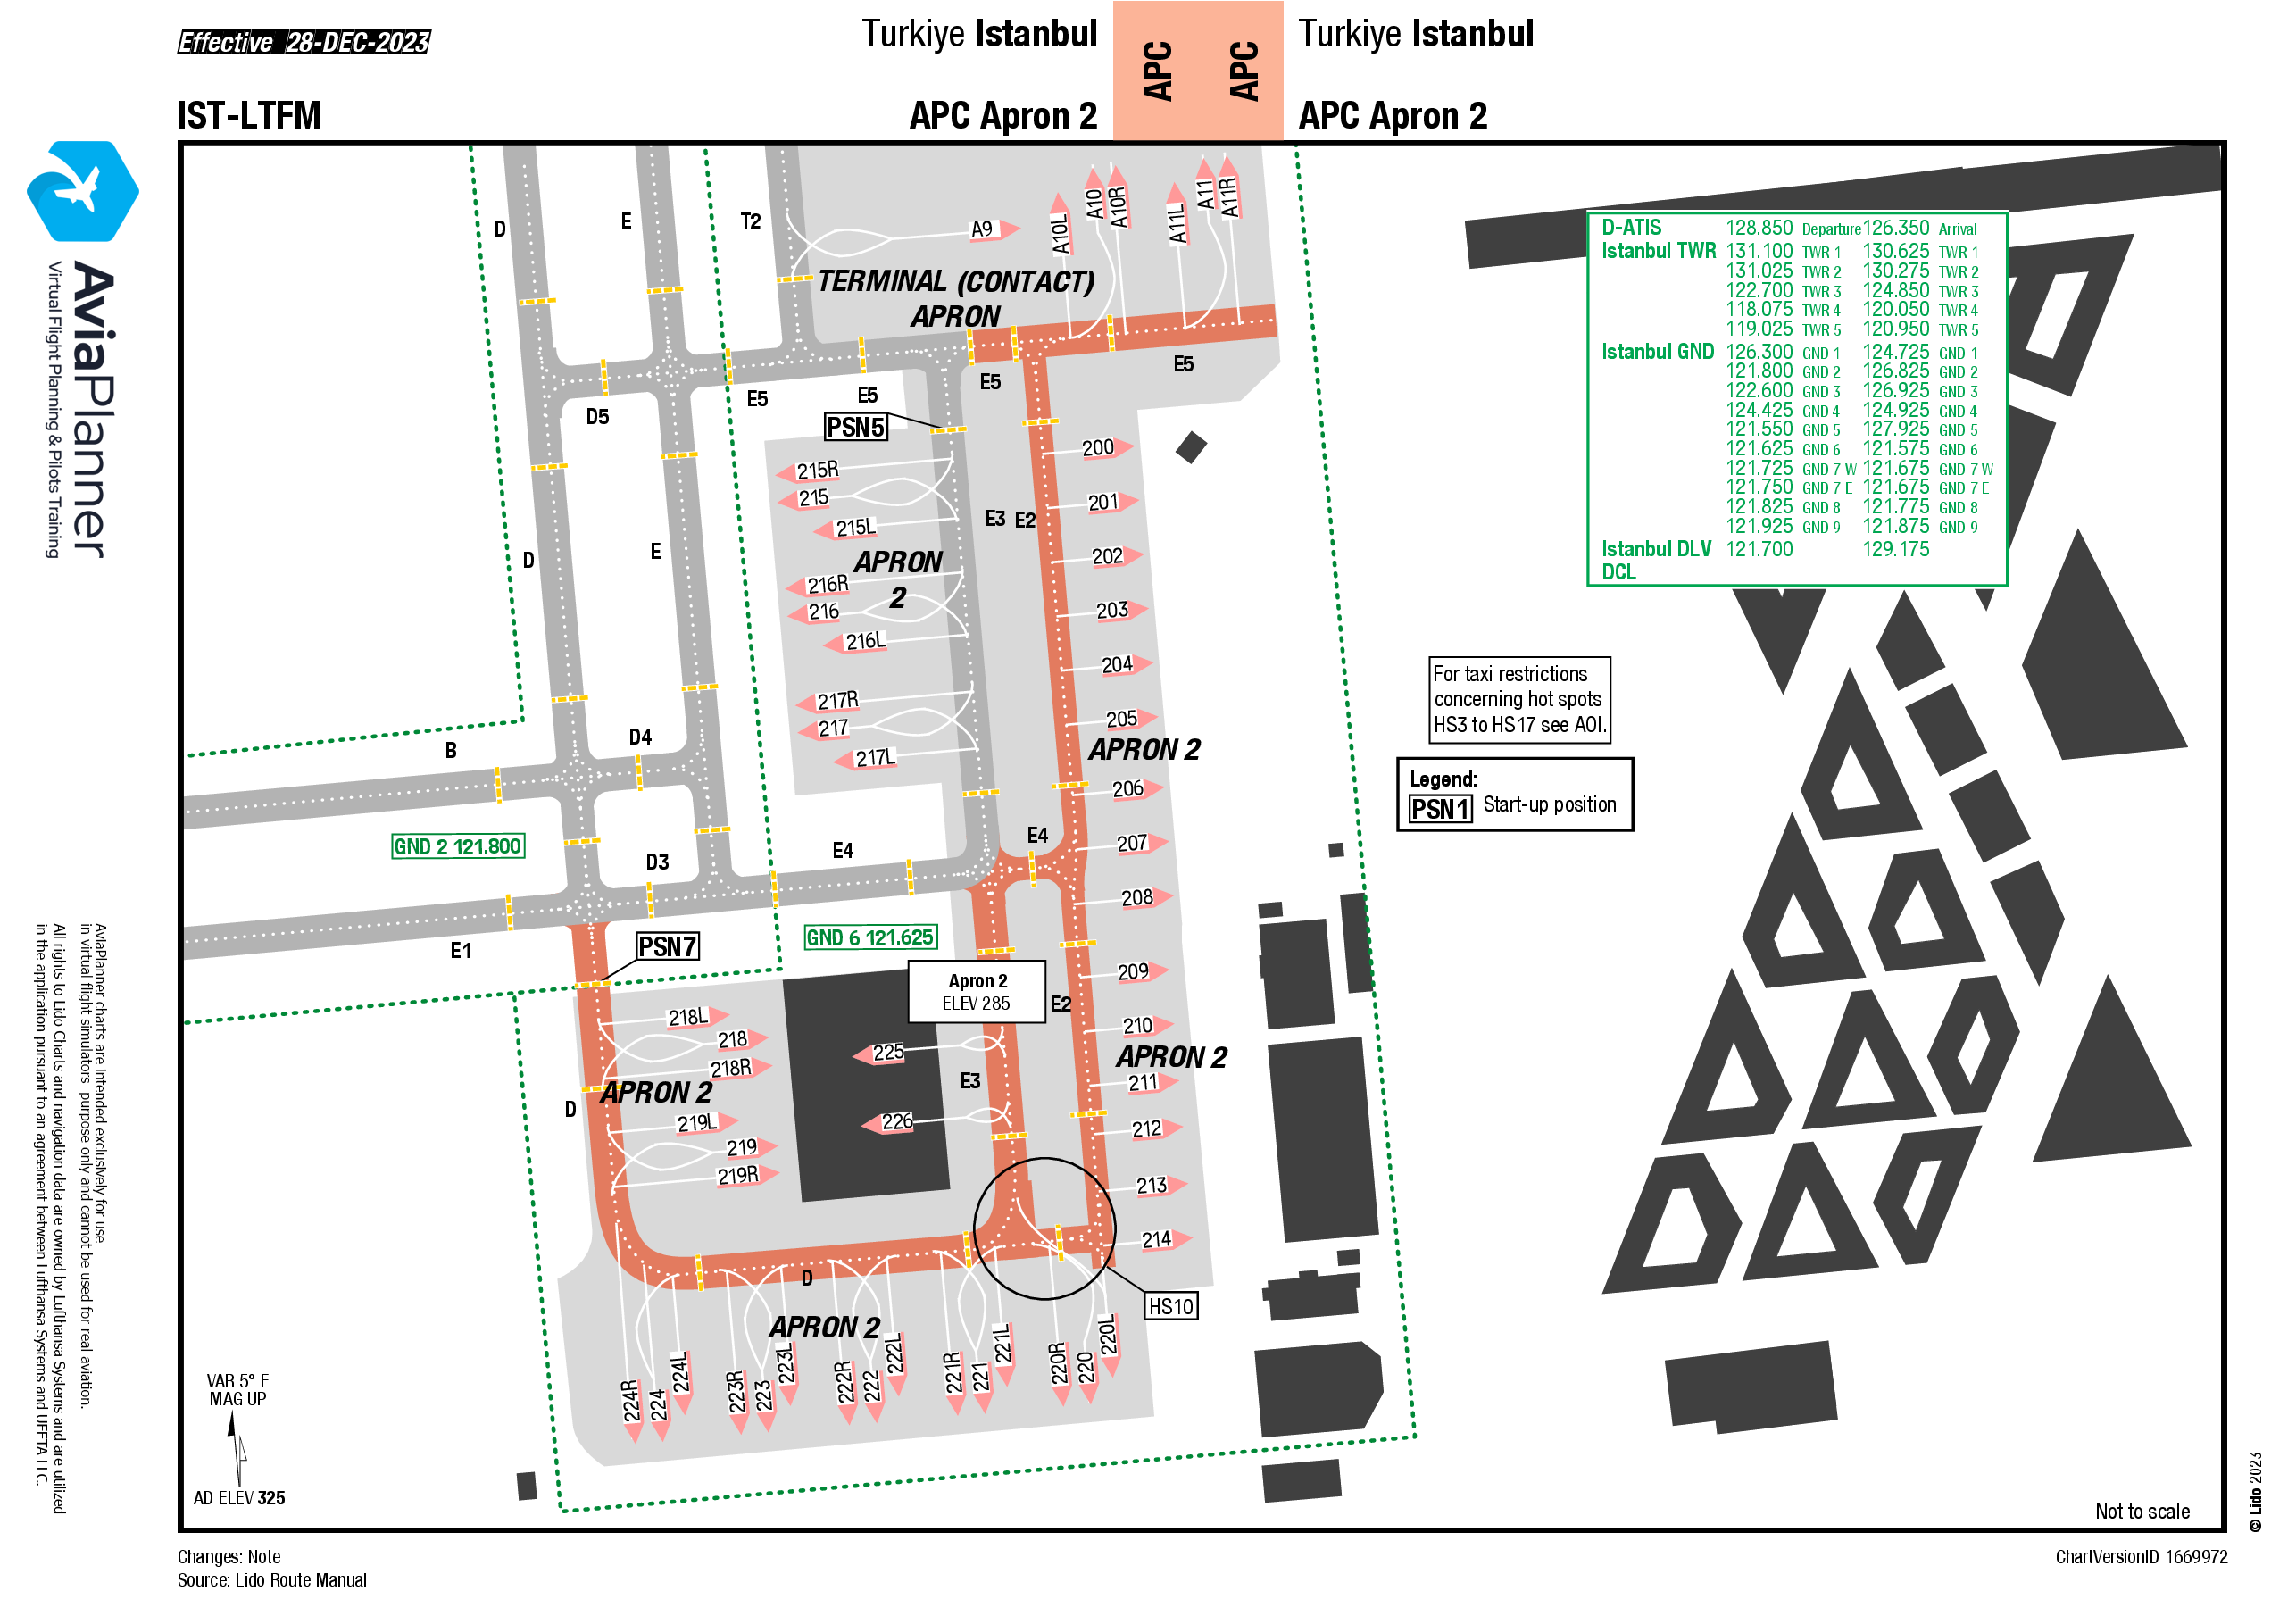 Effective 28-DEC-2023
Turkiye Istanbul
APC
APC
Turkiye Istanbul
IST-LTFM
APC Apron 2
APC Apron 2
AviaPlanner
Virtual Flight Planning & Pilots Training
D
E
T2
A9
A10L
A10
A10R
A11L
A11
A11R
TERMINAL (CONTACT)
APRON
D-ATIS 128.850 Departure 126.350 Arrival
Istanbul TWR 131.100 TWR 1 130.625 TWR 1
131.025 TWR 2 130.275 TWR 2
122.700 TWR 3 124.850 TWR 3
118.075 TWR 4 120.050 TWR 4
119.025 TWR 5 120.950 TWR 5
Istanbul GND 126.300 GND 1 124.725 GND 1
121.800 GND 2 126.825 GND 2
122.600 GND 3 126.925 GND 3
124.425 GND 4 124.925 GND 4
121.550 GND 5 127.925 GND 5
121.625 GND 6 121.575 GND 6
121.725 GND 7 W 121.675 GND 7 W
121.750 GND 7 E 121.675 GND 7 E
121.825 GND 8 121.775 GND 8
121.925 GND 9 121.875 GND 9
Istanbul DLV 121.700 129.175
DCL
D5
E5
E5
E5
E5
PSN5
200
215R
215
201
E3
E2
215L
D
E
APRON
2
202
216R
216
203
216L
204
217R
217
205
217L
APRON 2
For taxi restrictions
concerning hot spots
HS3 to HS17 see AOI.
Legend:
PSN1 Start-up position
B
D4
206
GND 2 121.800
D3
E4
E4
207
208
E1
PSN7
GND 6 121.625
209
Apron 2
ELEV 285
E2
218L
218
218R
225
210
APRON 2
APRON 2
D
E3
211
219L
219
219R
226
212
213
214
D
HS10
APRON 2
224R
224
224L
223R
223
223L
222R
222
222L
221R
221
221L
220R
220
220L
VAR 5° E
MAG UP
AD ELEV 325
Not to scale
AviaPlanner charts are intended exclusively for use
in virtual flight simulators purpose only and cannot be used for real aviation.
All rights to Lido Charts and navigation data are owned by Lufthansa Systems and are utilized
in the application pursuant to an agreement between Lufthansa Systems and UFETA LLC.
© Lido 2023
Changes: Note
Source: Lido Route Manual
ChartVersionID 1669972